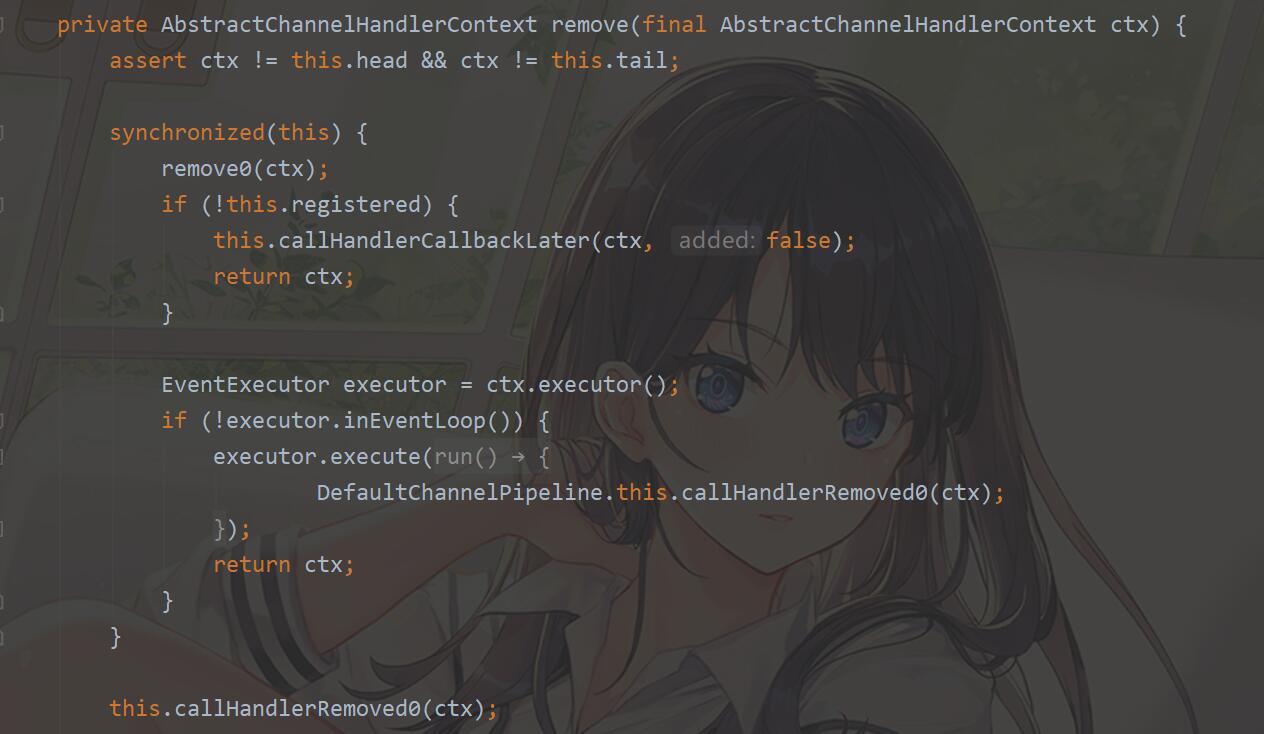 private AbstractChannelHandlerContext remove(final AbstractChannelHandlerContext ctx) {
assert ctx != this.head && ctx != this.tail;
synchronized(this) {
remove0(ctx);
if (!this.registered) {
this.callHandlerCallbackLater(ctx, added: false);
return ctx;
}
EventExecutor executor = ctx.executor();
if (!executor.inEventLoop()) {
executor.execute(run() → {
DefaultChannelPipeline.this.callHandlerRemoved0(ctx);
});
return ctx;
}
}
this.callHandlerRemoved0(ctx);